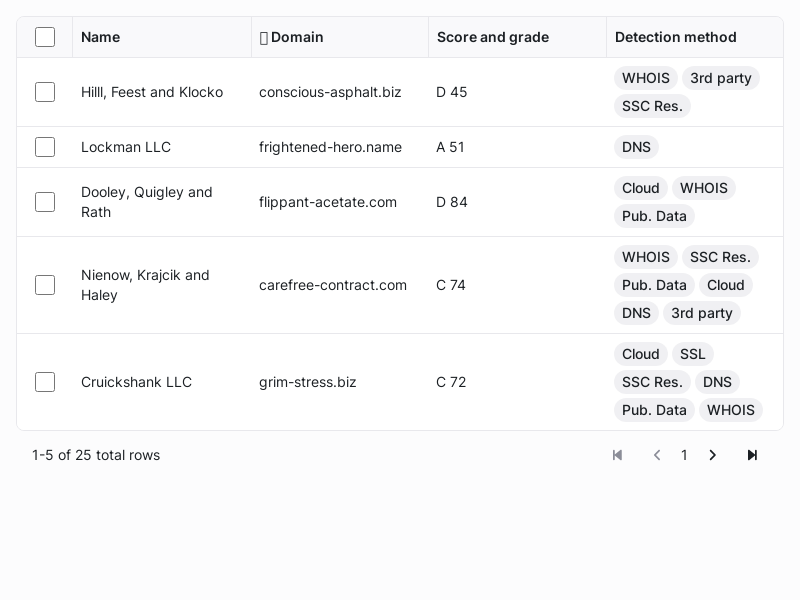 Name Domain Score and grade Detection method
Hilll, Feest and Klocko conscious-asphalt.biz D 45 WHOIS 3rd party
SSC Res.
Lockman LLC frightened-hero.name A 51 DNS
Dooley, Quigley and
Rath
flippant-acetate.com D 84
Cloud WHOIS
Pub. Data
Nienow, Krajcik and
Haley
carefree-contract.com C 74
WHOIS SSC Res.
Pub. Data Cloud
DNS 3rd party
Cruickshank LLC grim-stress.biz C 72
Cloud SSL
SSC Res. DNS
Pub. Data WHOIS
1-5 of 25 total rows 1